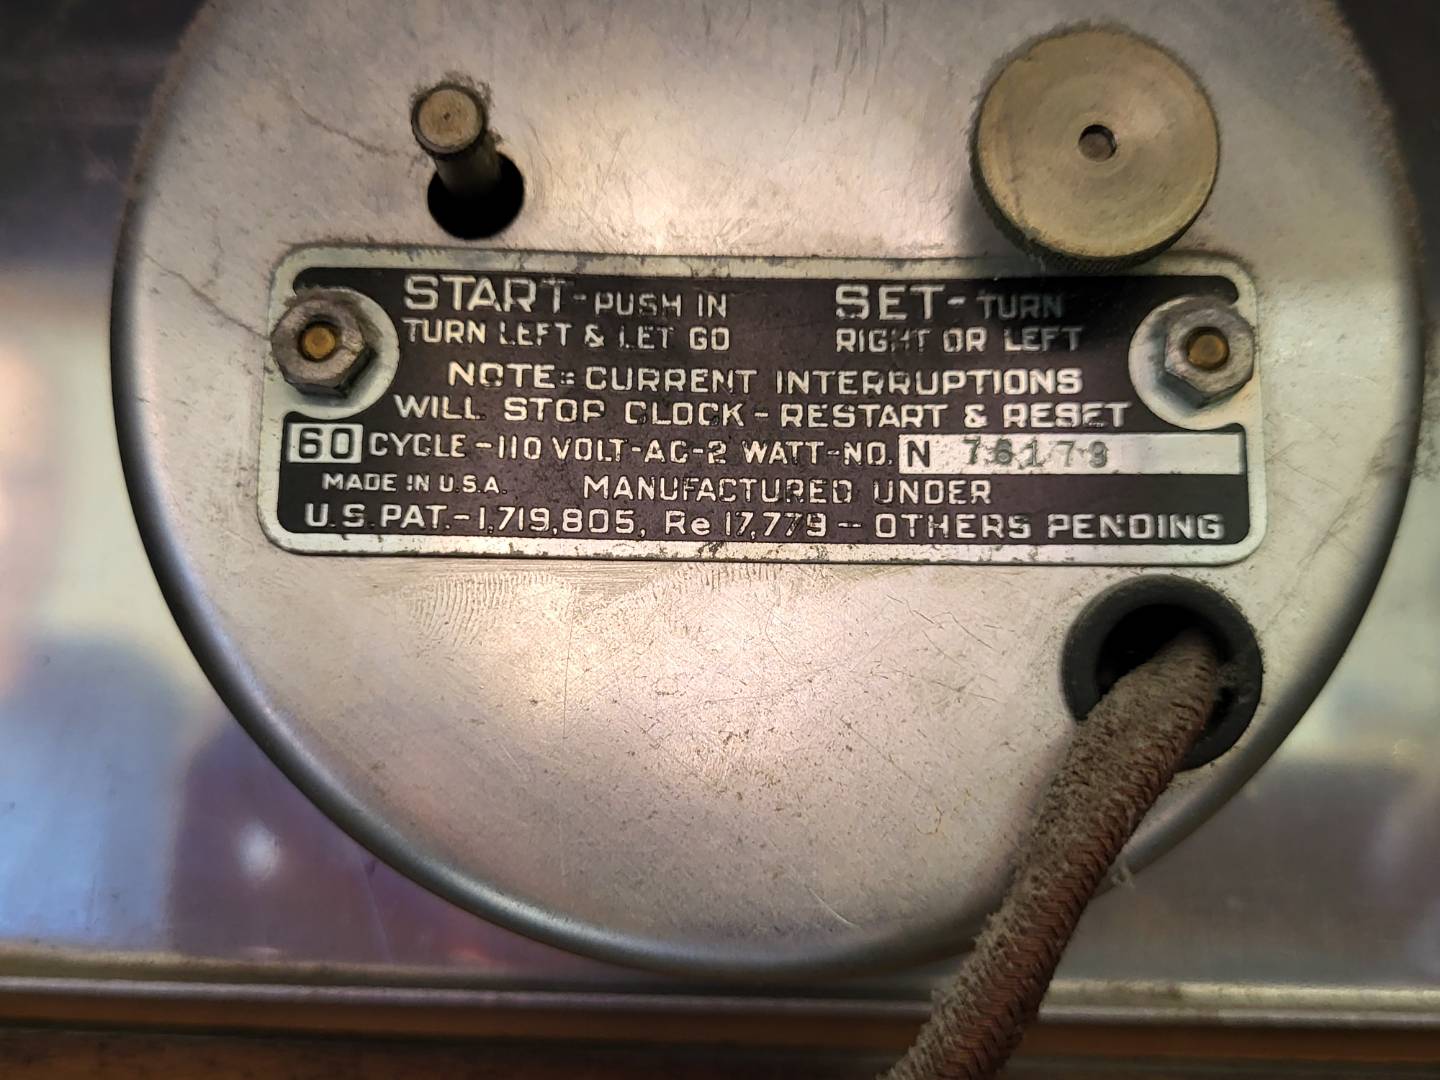 START-PUSH IN
TURN LEFT & LET GO
SET-TURN
RIGHT OR LEFT
NOTE: CURRENT INTERRUPTIONS
WILL STOP CLOCK - RESTART & RESET
60 CYCLE-110 VOLT-AC-2 WATT-NO. N 76179
MADE IN U.S.A. MANUFACTURED UNDER
U.S. PAT.-1,719,805, Re 17,779 - OTHERS PENDING